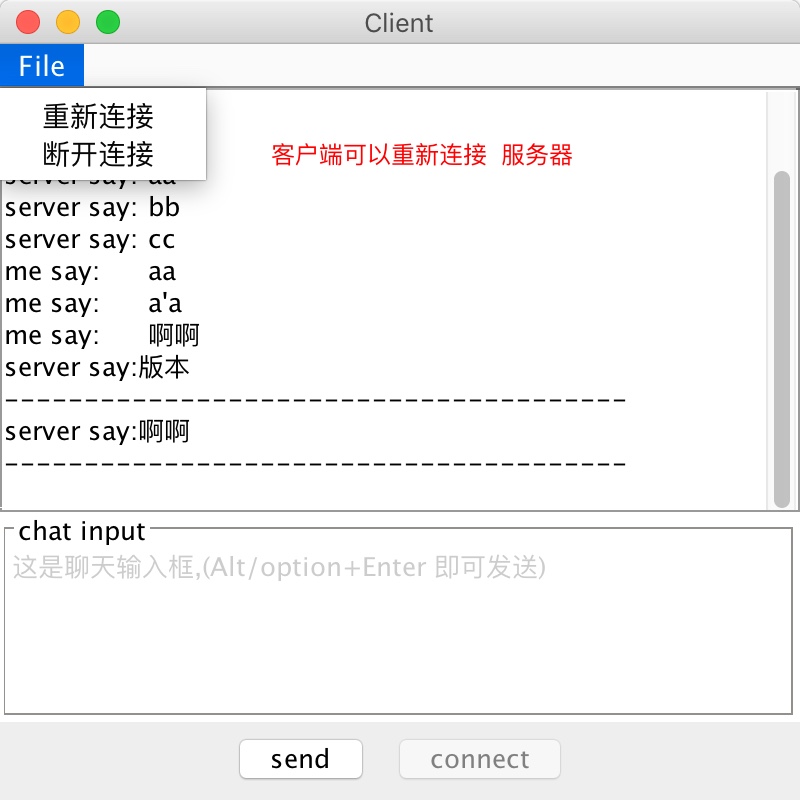 Client
File
重新连接
断开连接
客户端可以重新连接 服务器
server say: aa
server say: bb
server say: cc
me say: aa
me say: a'a
me say: 啊啊
server say:版本
----------------------------------------
server say:啊啊
----------------------------------------
chat input
这是聊天输入框,(Alt/option+Enter 即可发送)
send
connect